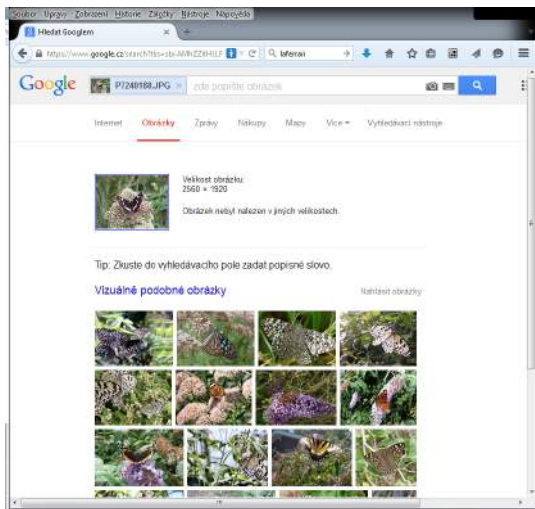 Soubor Úpravy Zobrazení Historie Záložky Nástroje Nápověda
Hledat Googlem
https://www.google.cz/search?tbs=sbi:
laferrari
Google P7240188.JPG × zde popište obrázek
Internet Obrázky Zprávy Nákupy Mapy Více Vyhledávací nástroje
Velikost obrázku:
2560 × 1920
Obrázek nebyl nalezen v jiných velikostech.
Tip: Zkuste do vyhledávacího pole zadat popisné slovo.
Vizuálně podobné obrázky Nahlásit obrázky